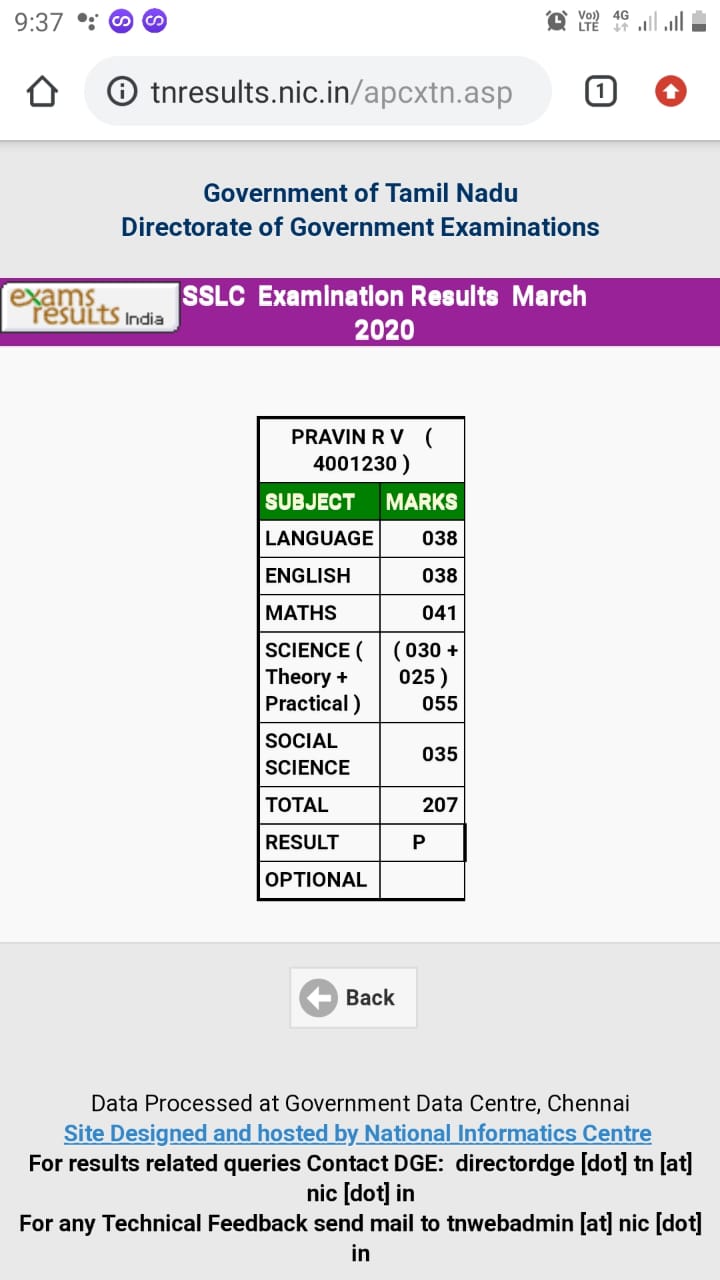 9:37
Vo)) LTE 4G
tnresults.nic.in/apcxtn.asp 1
Government of Tamil Nadu
Directorate of Government Examinations
exams results India
SSLC Examination Results March
2020
PRAVIN R V (
4001230 )
SUBJECT MARKS
LANGUAGE 038
ENGLISH 038
MATHS 041
SCIENCE ( ( 030 +
Theory + 025 )
Practical ) 055
SOCIAL
SCIENCE 035
TOTAL 207
RESULT P
OPTIONAL
Back
Data Processed at Government Data Centre, Chennai
Site Designed and hosted by National Informatics Centre
For results related queries Contact DGE: directordge [dot] tn [at]
nic [dot] in
For any Technical Feedback send mail to tnwebadmin [at] nic [dot]
in